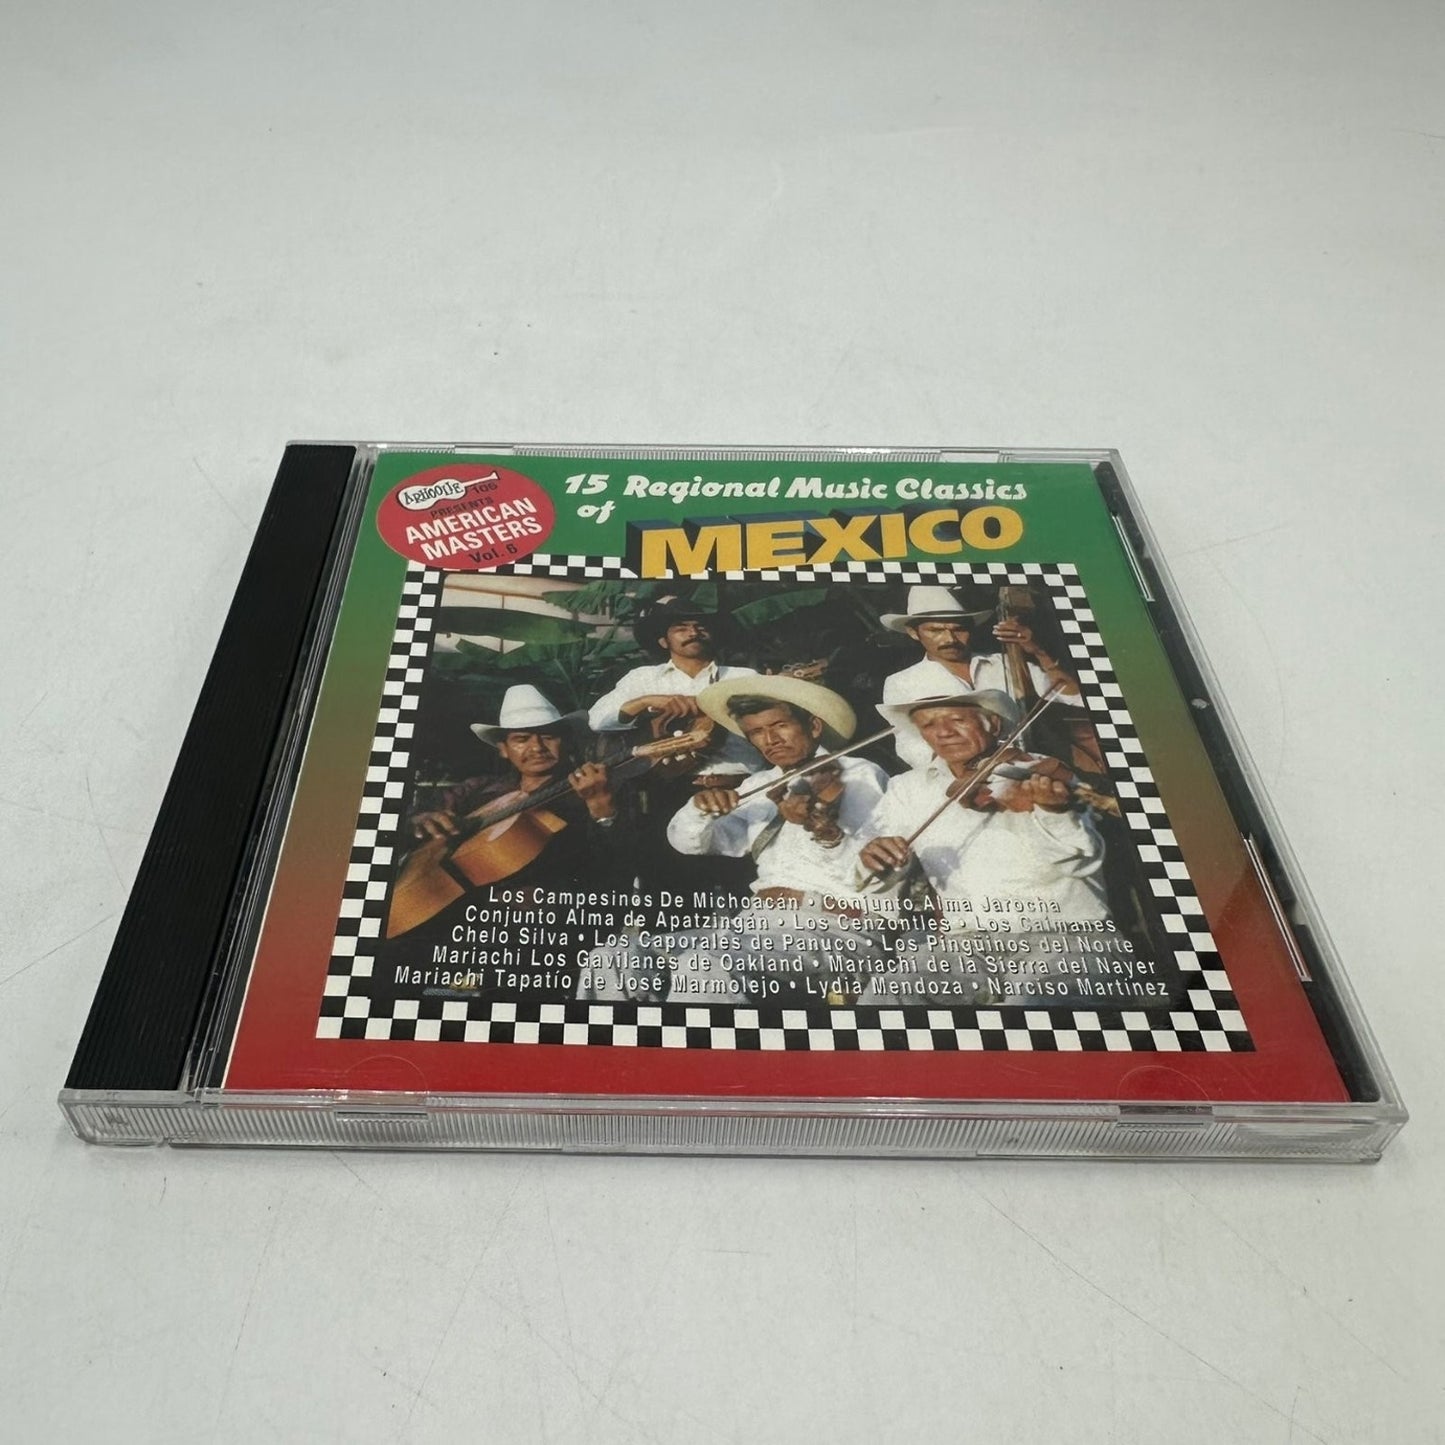 ARHOOLIE 106
PRESENTS
AMERICAN
MASTERS
Vol. 6
15 Regional Music Classics
of MEXICO
Los Campesinos De Michoacán • Conjunto Alma Jarocha
Conjunto Alma de Apatzingán • Los Cenzontles • Los Caimanes
Chelo Silva • Los Caporales de Panuco • Los Pingüinos del Norte
Mariachi Los Gavilanes de Oakland • Mariachi de la Sierra del Nayer
Mariachi Tapatío de José Marmolejo • Lydia Mendoza • Narciso Martinez